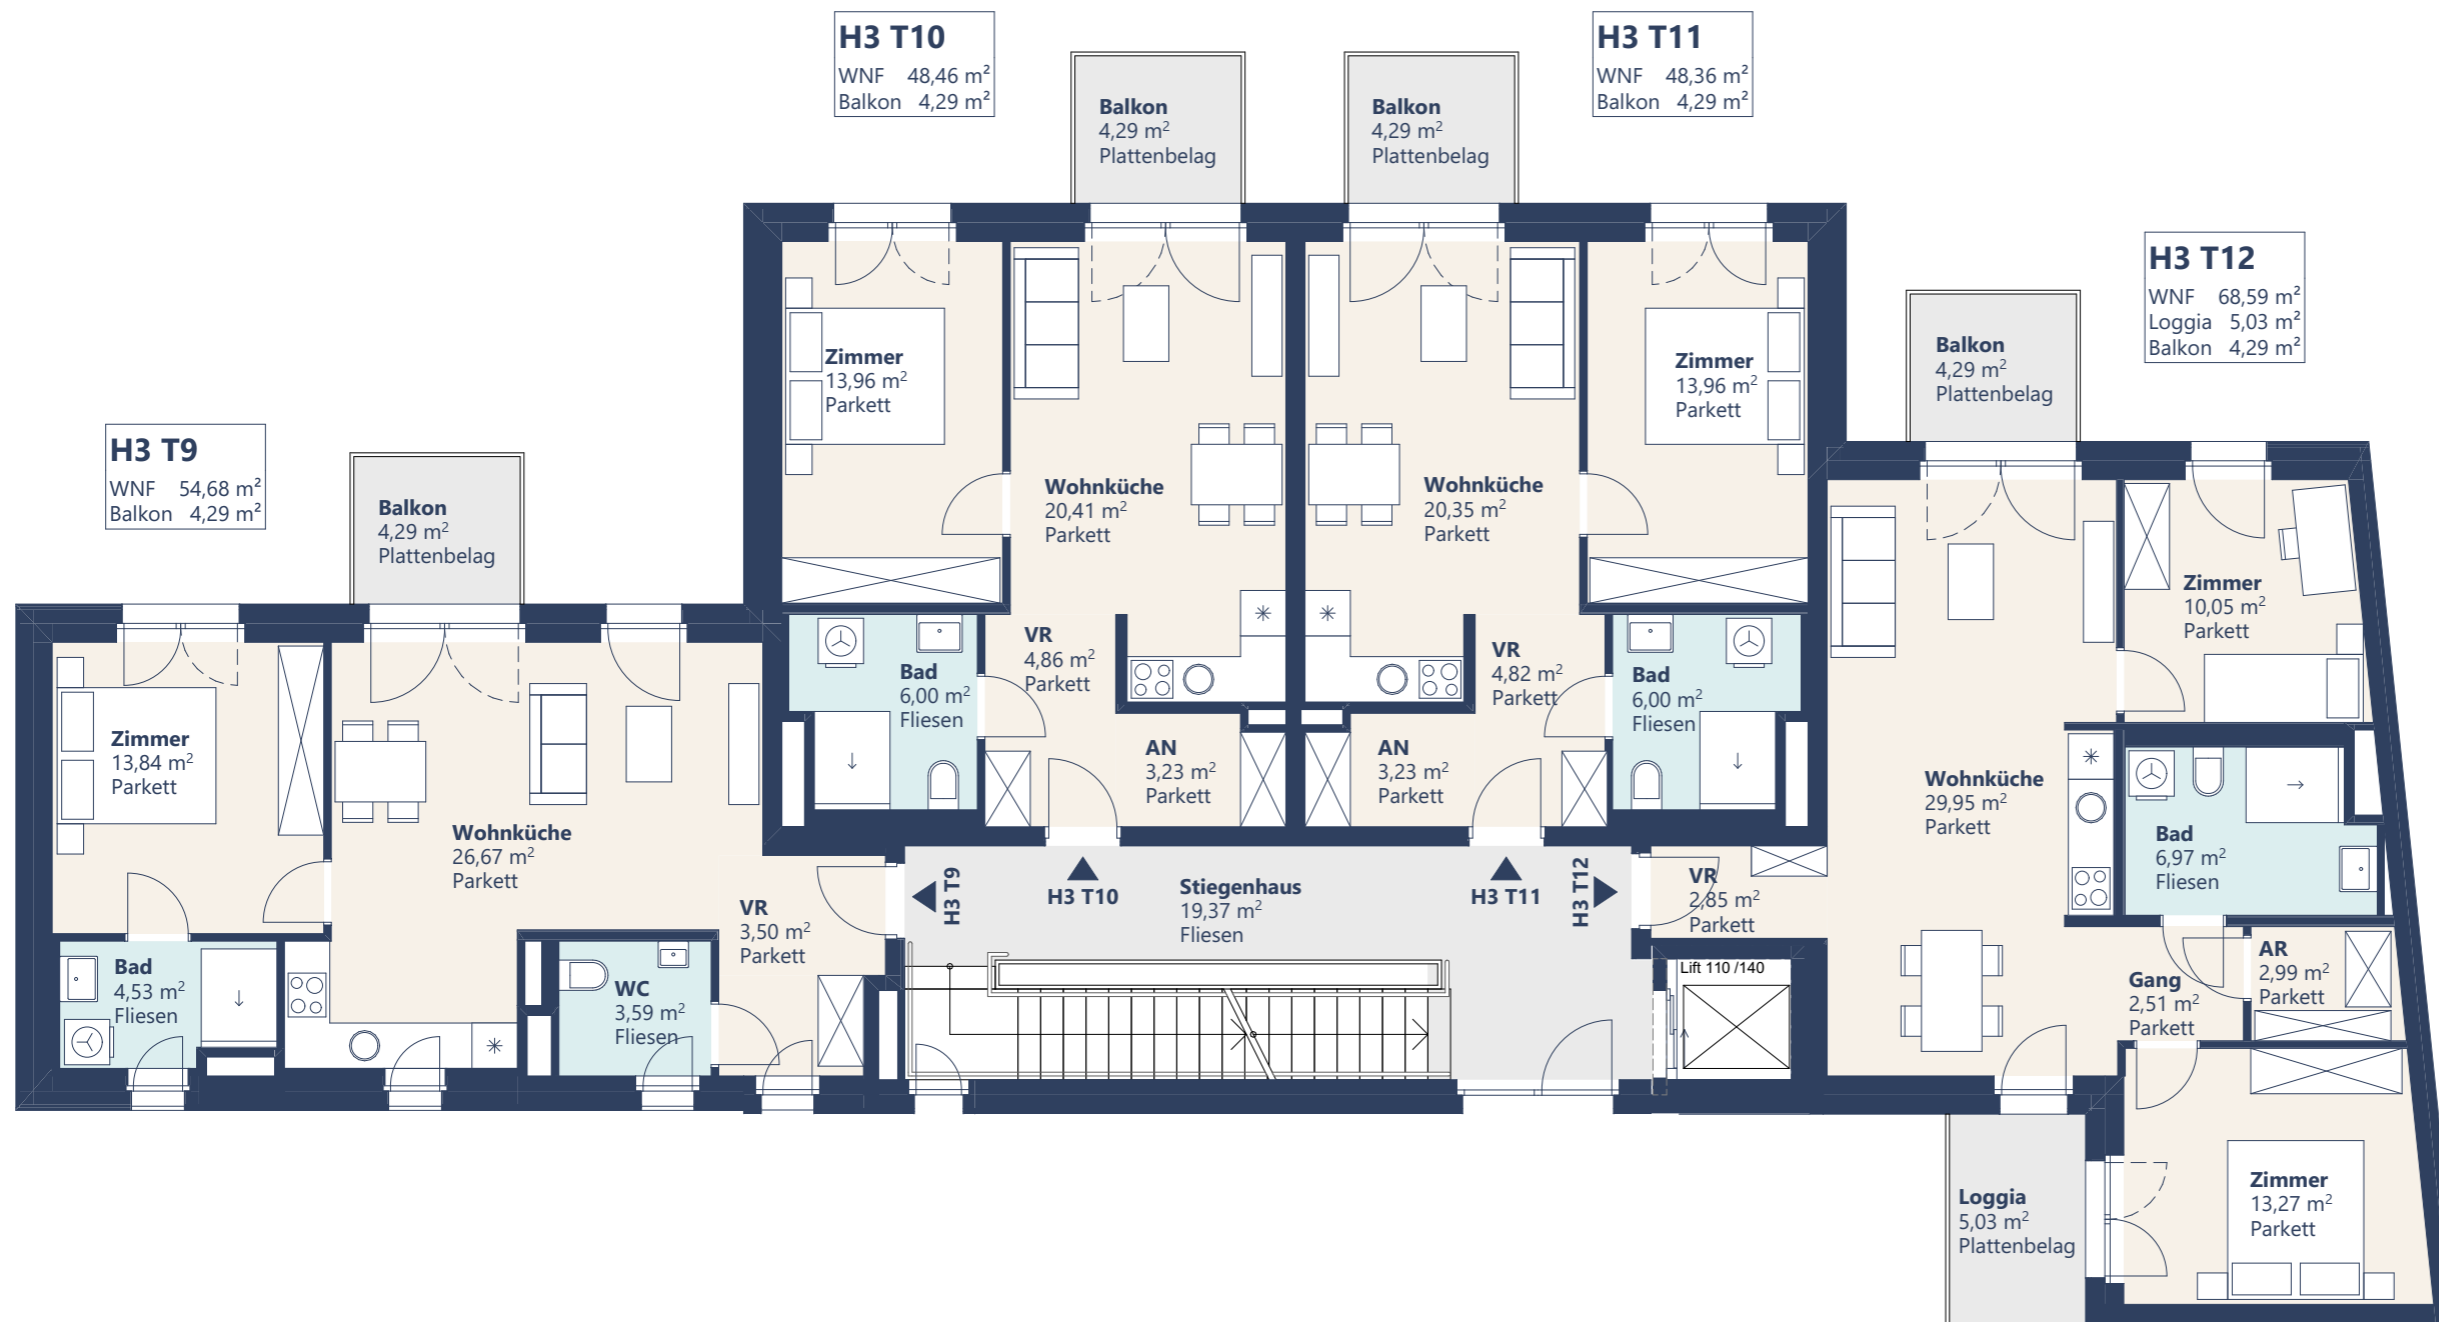 H3 T10
WNF 48,46 m²
Balkon 4,29 m²
H3 T11
WNF 48,36 m²
Balkon 4,29 m²
Balkon
4,29 m²
Plattenbelag
Balkon
4,29 m²
Plattenbelag
H3 T12
WNF 68,59 m²
Loggia 5,03 m²
Balkon 4,29 m²
Balkon
4,29 m²
Plattenbelag
H3 T9
WNF 54,68 m²
Balkon 4,29 m²
Balkon
4,29 m²
Plattenbelag
Zimmer
13,96 m²
Parkett
Wohnküche
20,41 m²
Parkett
Wohnküche
20,35 m²
Parkett
Zimmer
13,96 m²
Parkett
Zimmer
10,05 m²
Parkett
VR
4,86 m²
Parkett
Bad
6,00 m²
Fliesen
VR
4,82 m²
Parkett
Bad
6,00 m²
Fliesen
Zimmer
13,84 m²
Parkett
Wohnküche
26,67 m²
Parkett
AN
3,23 m²
Parkett
AN
3,23 m²
Parkett
Wohnküche
29,95 m²
Parkett
Bad
6,97 m²
Fliesen
VR
3,50 m²
Parkett
H3 T9
H3 T10
Stiegenhaus
19,37 m²
Fliesen
H3 T11
H3 T12
VR
2,85 m²
Parkett
Bad
4,53 m²
Fliesen
WC
3,59 m²
Fliesen
Lift 110 /140
Gang
2,51 m²
Parkett
AR
2,99 m²
Parkett
Loggia
5,03 m²
Plattenbelag
Zimmer
13,27 m²
Parkett